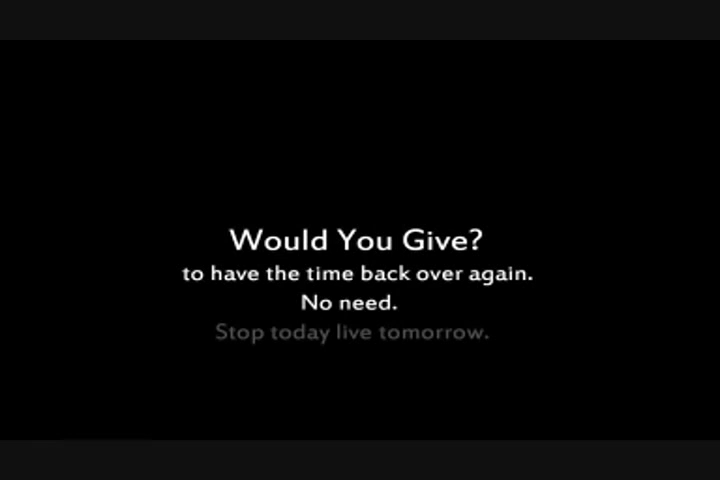 Would You Give?
to have the time back over again.
No need.
Stop today live tomorrow.